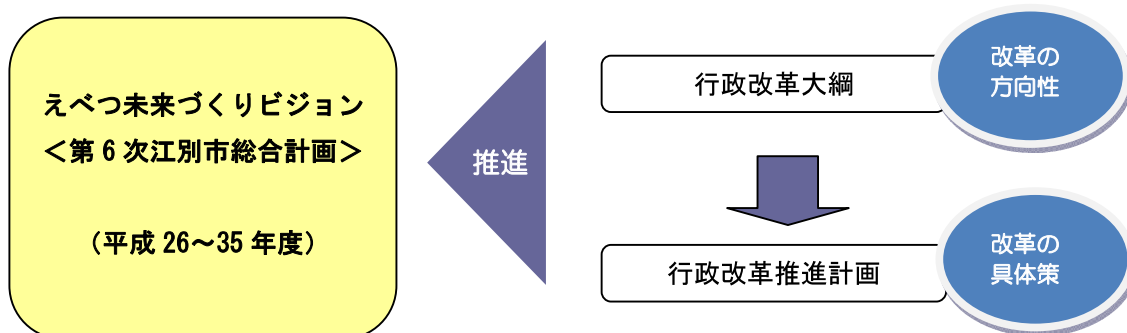 えべつ未来づくりビジョン
＜第６次江別市総合計画＞
（平成 26～35 年度）
推進
行政改革大綱
改革の
方向性
行政改革推進計画
改革の
具体策